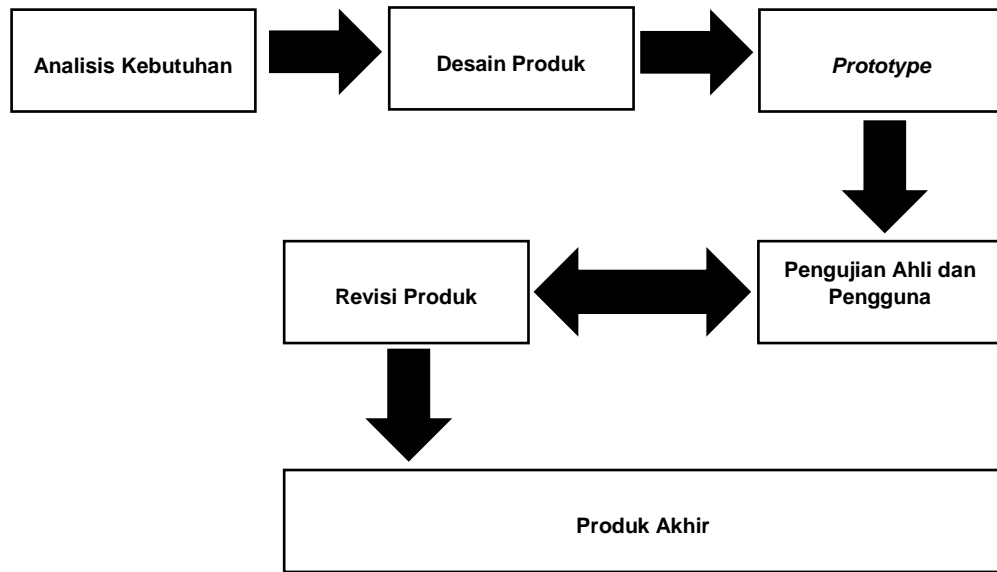 Analisis Kebutuhan
Desain Produk
Prototype
Revisi Produk
Pengujian Ahli dan
Pengguna
Produk Akhir